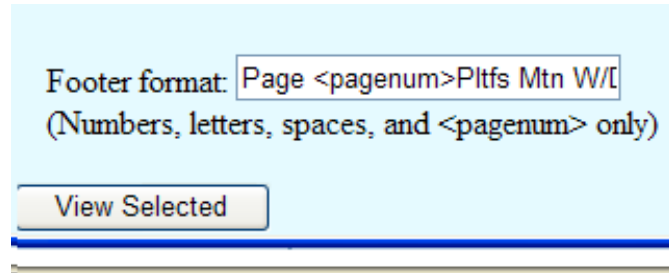 Footer format: Page <pagenum>Pltfs Mtn W/
(Numbers, letters, spaces, and <pagenum> only)
View Selected